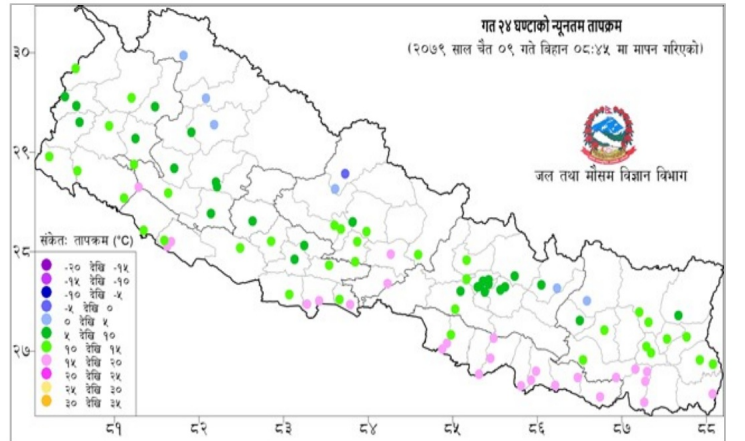 गत २४ घण्टाको न्यूनतम तापक्रम
(२०७९ साल चैत ०९ गते विहान ०८:४५ मा मापन गरिएको)
जल तथा मौसम विज्ञान विभाग
३०
२९
२८
२७
संकेतः तापक्रम (°C)
-२० देखि -१५
-१५ देखि -१०
-१० देखि -५
-५ देखि ०
० देखि ५
५ देखि १०
१० देखि १५
१५ देखि २०
२० देखि २५
२५ देखि ३०
३० देखि ३५
८१ ८२ ८३ ८४ ८५ ८६ ८७ ८८